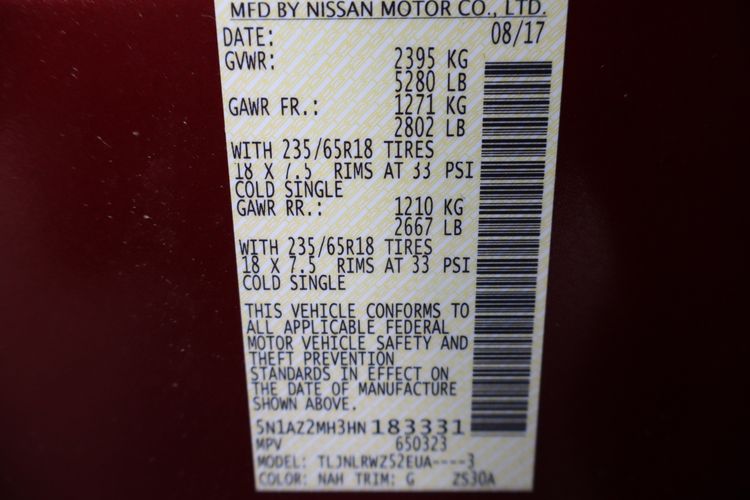 MFD BY NISSAN MOTOR CO., LTD.
DATE: 08/17
GVWR: 2395 KG
5280 LB
GAWR FR.: 1271 KG
2802 LB
WITH 235/65R18 TIRES
18 X 7.5 RIMS AT 33 PSI
COLD SINGLE
GAWR RR.: 1210 KG
2667 LB
WITH 235/65R18 TIRES
18 X 7.5 RIMS AT 33 PSI
COLD SINGLE
THIS VEHICLE CONFORMS TO
ALL APPLICABLE FEDERAL
MOTOR VEHICLE SAFETY AND
THEFT PREVENTION
STANDARDS IN EFFECT ON
THE DATE OF MANUFACTURE
SHOWN ABOVE.
5N1AZ2MH3HN183331
MPV 650323
MODEL: TLJNLRWZ52EUA----3
COLOR: NAH TRIM: G Z530A